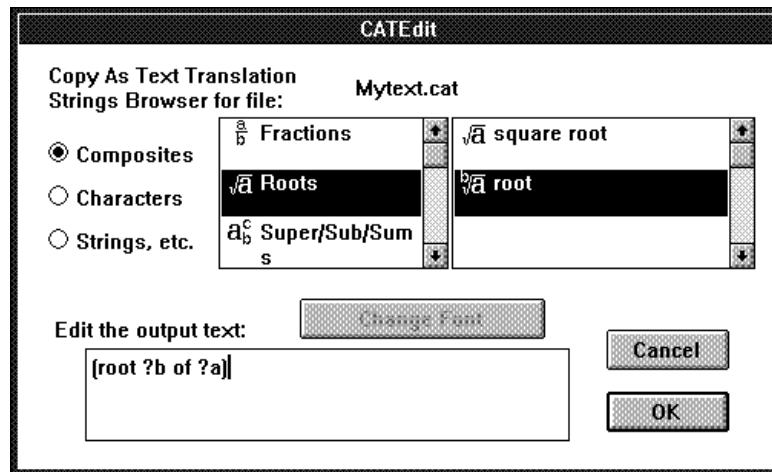 CATEdit
Copy As Text Translation
Strings Browser for file:
Mytext.cat
Composites
Characters
Strings, etc.
a/b Fractions
√a Roots
a c b Super/Sub/Sum
s
√a square root
b√a root
Change Font
Edit the output text:
(root ?b of ?a)
Cancel
OK